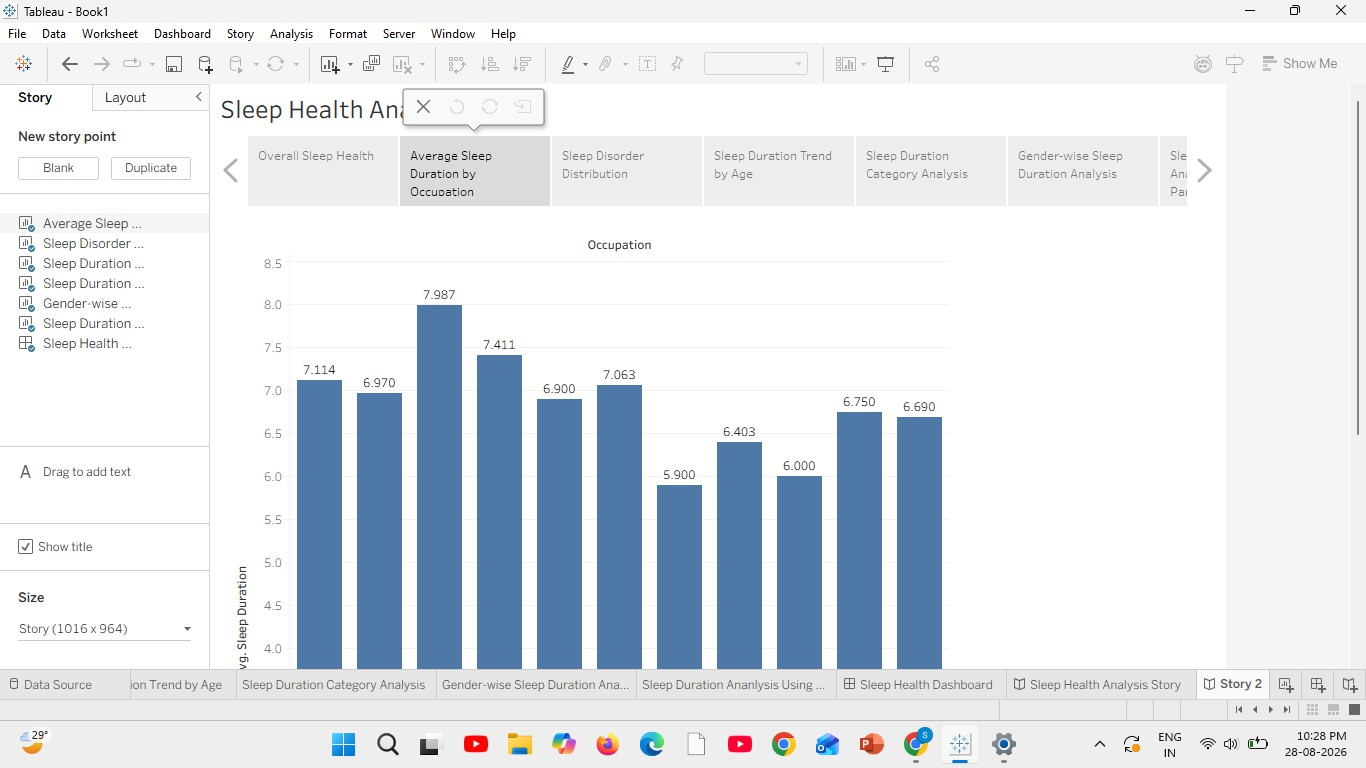 Tableau - Book1
File Data Worksheet Dashboard Story Analysis Format Server Window Help
Show Me
Story Layout
New story point
Blank Duplicate
Average Sleep ...
Sleep Disorder ...
Sleep Duration ...
Sleep Duration ...
Gender-wise ...
Sleep Duration ...
Sleep Health ...
A Drag to add text
Show title
Size
Story (1016 x 964)
Sleep Health Ana
Overall Sleep Health
Average Sleep
Duration by
Occupation
Sleep Disorder
Distribution
Sleep Duration Trend
by Age
Sleep Duration
Category Analysis
Gender-wise Sleep
Duration Analysis
Sle
Ana
Par
Occupation
8.5
8.0
7.5
7.0
6.5
6.0
5.5
5.0
4.5
4.0
vg. Sleep Duration
7.114
6.970
7.987
7.411
6.900
7.063
5.900
6.403
6.000
6.750
6.690
Data Source ion Trend by Age Sleep Duration Category Analysis Gender-wise Sleep Duration Ana... Sleep Duration Ananlysis Using ... Sleep Health Dashboard Sleep Health Analysis Story Story 2
29°
S
ENG
IN
10:28 PM
28-08-2026